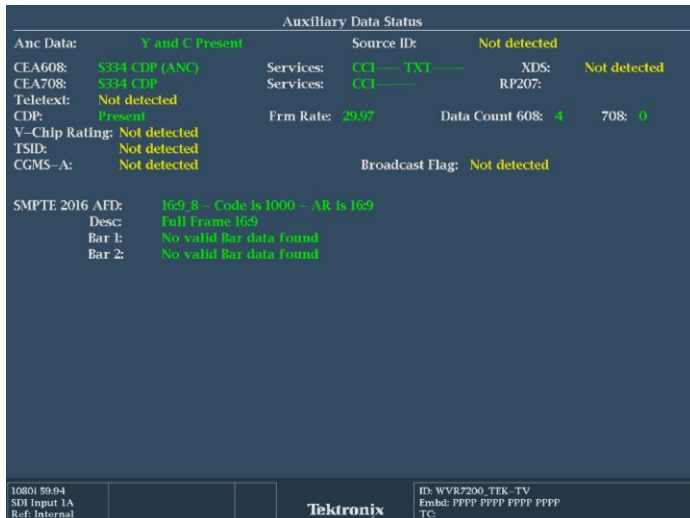 Auxiliary Data Status
Anc Data: Y and C Present Source ID: Not detected
CEA608: S334 CDP (ANC) Services: CC1---- TXT------ XDS: Not detected
CEA708: S334 CDP Services: CC1------ RP207:
Teletext: Not detected
CDP: Present Frm Rate: 29.97 Data Count 608: 4 708: 0
V-Chip Rating: Not detected
TSID: Not detected
CGMS-A: Not detected Broadcast Flag: Not detected
SMPTE 2016 AFD: 16:9_8 – Code is 1000 – AR is 16:9
Desc: Full Frame 16:9
Bar 1: No valid Bar data found
Bar 2: No valid Bar data found
1080i 59.94
SDI Input 1A
Ref: Internal
Tektronix
ID: WVR7200_TEK-TV
Embd: PPPP PPPP PPPP PPPP
TC: